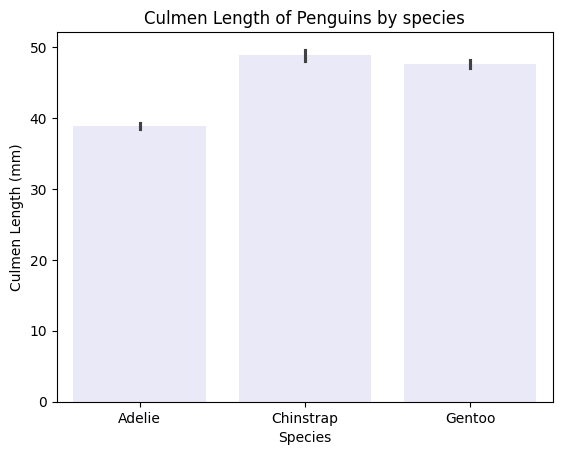 Culmen Length of Penguins by species
50
40
30
20
10
0
Culmen Length (mm)
Adelie
Chinstrap
Gentoo
Species